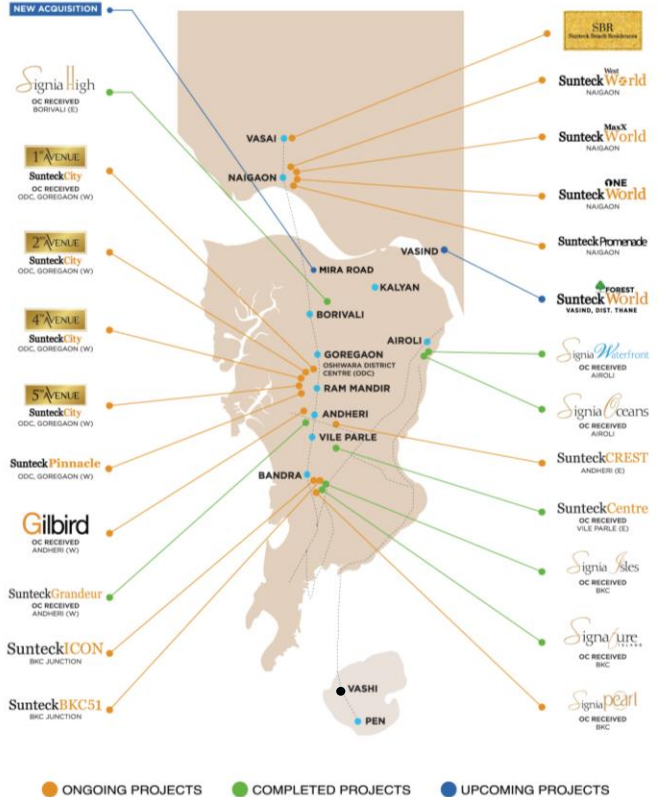 NEW ACQUISITION
Signia High
OC RECEIVED
BORIVALI (E)
1ST AVENUE
SunteckCity
OC RECEIVED
ODC, GOREGAON (W)
2ND AVENUE
SunteckCity
ODC, GOREGAON (W)
4TH AVENUE
SunteckCity
ODC, GOREGAON (W)
5TH AVENUE
SunteckCity
ODC, GOREGAON (W)
SunteckPinnacle
ODC, GOREGAON (W)
Gilbird
OC RECEIVED
ANDHERI (W)
SunteckGrandeur
OC RECEIVED
ANDHERI (W)
SunteckICON
BKC JUNCTION
SunteckBKC51
BKC JUNCTION
VASAI
NAIGAON
VASIND
MIRA ROAD
KALYAN
BORIVALI
AIROLI
GOREGAON
OSHIWARA DISTRICT
CENTRE (ODC)
RAM MANDIR
ANDHERI
VILE PARLE
BANDRA
VASHI
PEN
SBR
Sunteck Beach Residences
West
Sunteck World
NAIGAON
MaxX
Sunteck World
NAIGAON
ONE
Sunteck World
NAIGAON
Sunteck Promenade
NAIGAON
FOREST
Sunteck World
VASIND, DIST. THANE
Signia Waterfront
OC RECEIVED
AIROLI
Signia Oceans
OC RECEIVED
AIROLI
SunteckCREST
ANDHERI (E)
SunteckCentre
OC RECEIVED
VILE PARLE (E)
Signia Isles
OC RECEIVED
BKC
Signature
ISLAND
OC RECEIVED
BKC
Signia pearl
OC RECEIVED
BKC
ONGOING PROJECTS
COMPLETED PROJECTS
UPCOMING PROJECTS